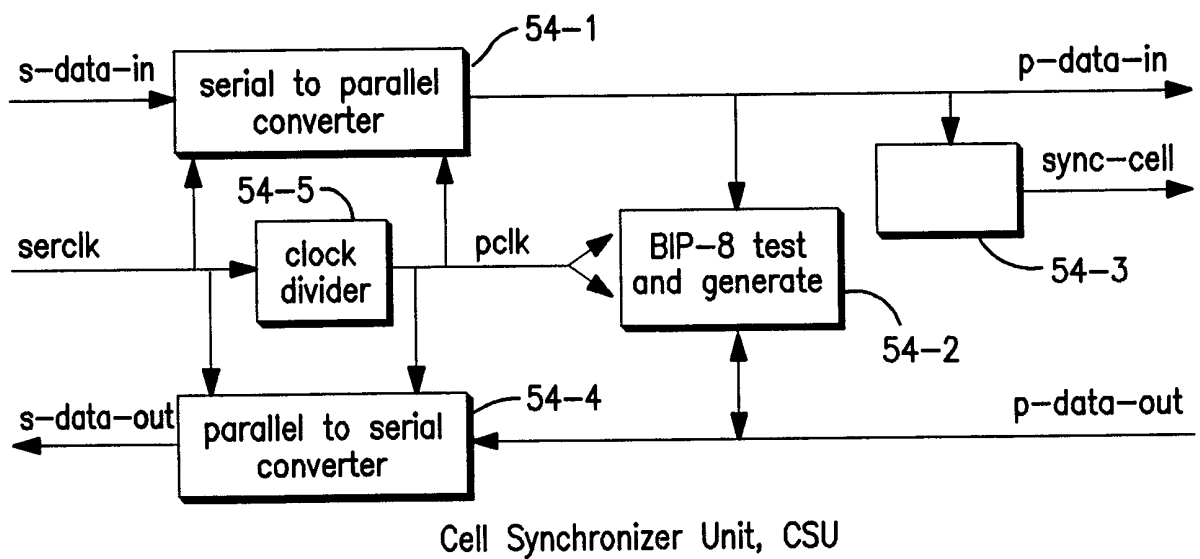 54-1
s-data-in
serial to parallel
converter
p-data-in
sync-cell
54-5
serclk
clock
divider
pclk
BIP-8 test
and generate
54-3
54-2
s-data-out
54-4
parallel to serial
converter
p-data-out
Cell Synchronizer Unit, CSU